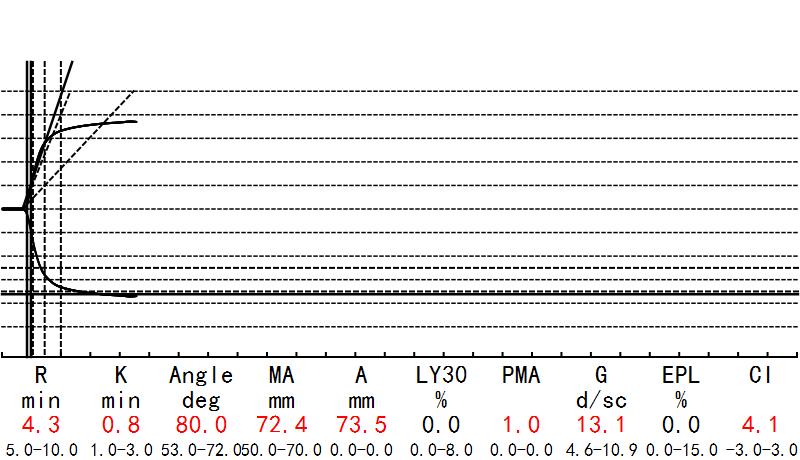 R K Angle MA A LY30 PMA G EPL CI
min min deg mm mm % d/sc %
4.3 0.8 80.0 72.4 73.5 0.0 1.0 13.1 0.0 4.1
5.0-10.0 1.0-3.0 53.0-72.0 50.0-70.0 0.0-0.0 0.0-8.0 0.0-0.0 4.6-10.9 0.0-15.0 -3.0-3.0